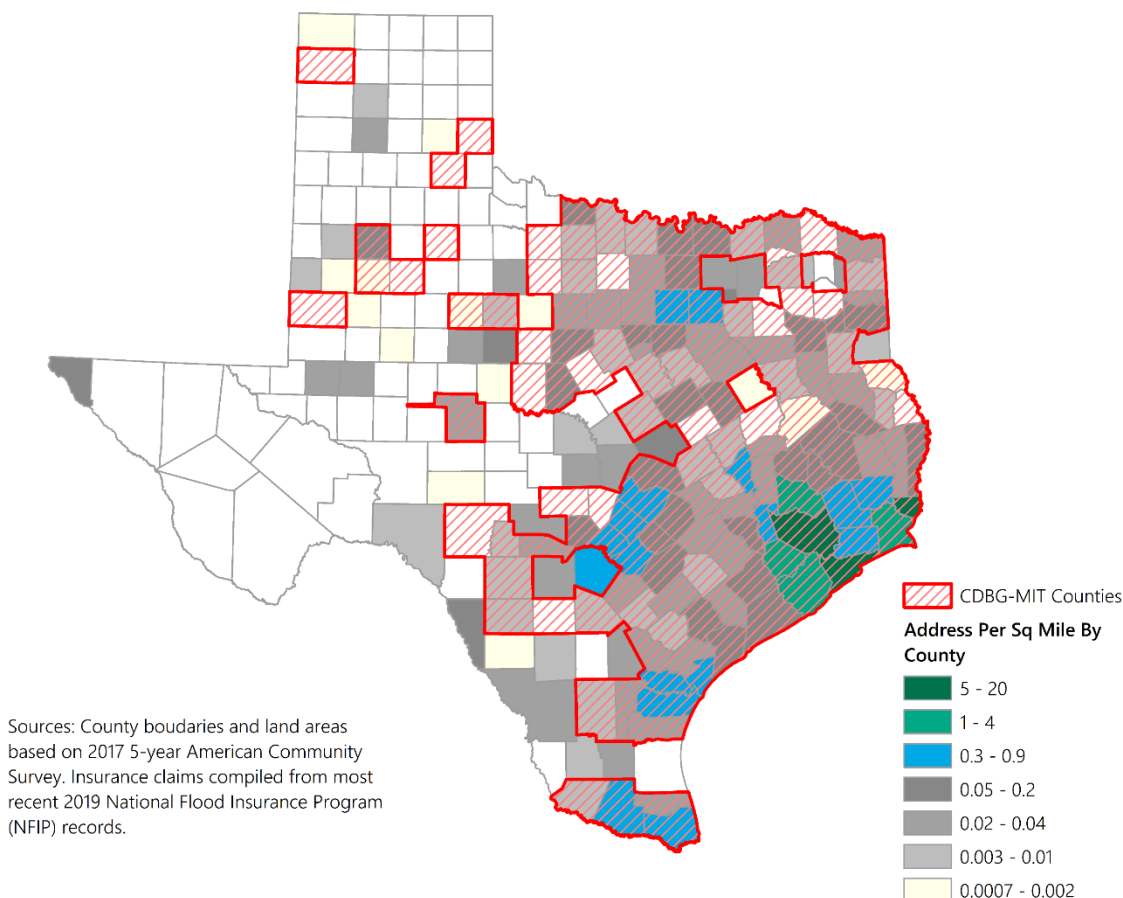 CDBG-MIT Counties
Address Per Sq Mile By
County
5 - 20
1 - 4
0.3 - 0.9
0.05 - 0.2
0.02 - 0.04
0.003 - 0.01
0.0007 - 0.002
Sources: County boudaries and land areas
based on 2017 5-year American Community
Survey. Insurance claims compiled from most
recent 2019 National Flood Insurance Program
(NFIP) records.